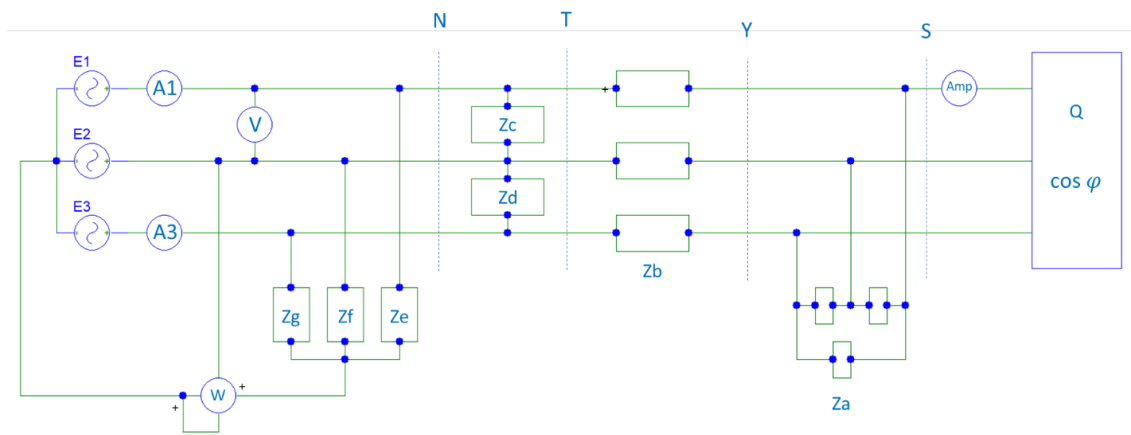 N T Y S
E1
A1
Amp
Q
V
Zc
E2
cos φ
Zd
E3
A3
Zb
Zg Zf Ze
W
+
+
+
Za